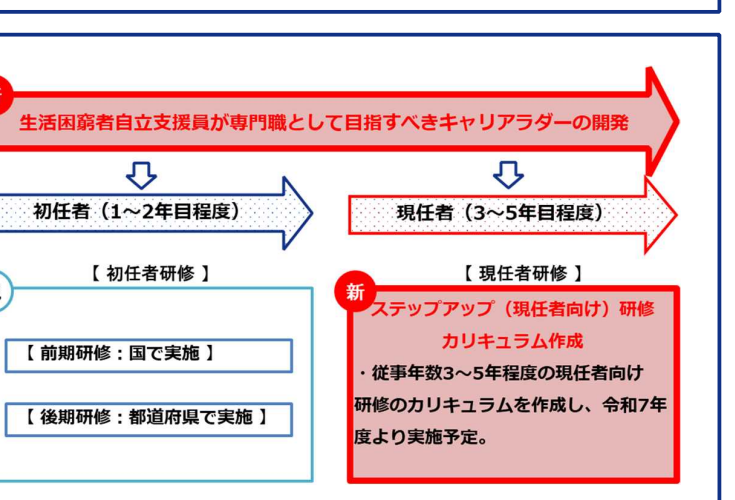 生活困窮者自立支援員が専門職として目指すべきキャリアラダーの開発
初任者（1～2年目程度）
現任者（3～5年目程度）
【 初任者研修 】
【 現任者研修 】
【 前期研修：国で実施 】
【 後期研修：都道府県で実施 】
新
ステップアップ（現任者向け）研修
カリキュラム作成
・従事年数3～5年程度の現任者向け
研修のカリキュラムを作成し、令和7年
度より実施予定。